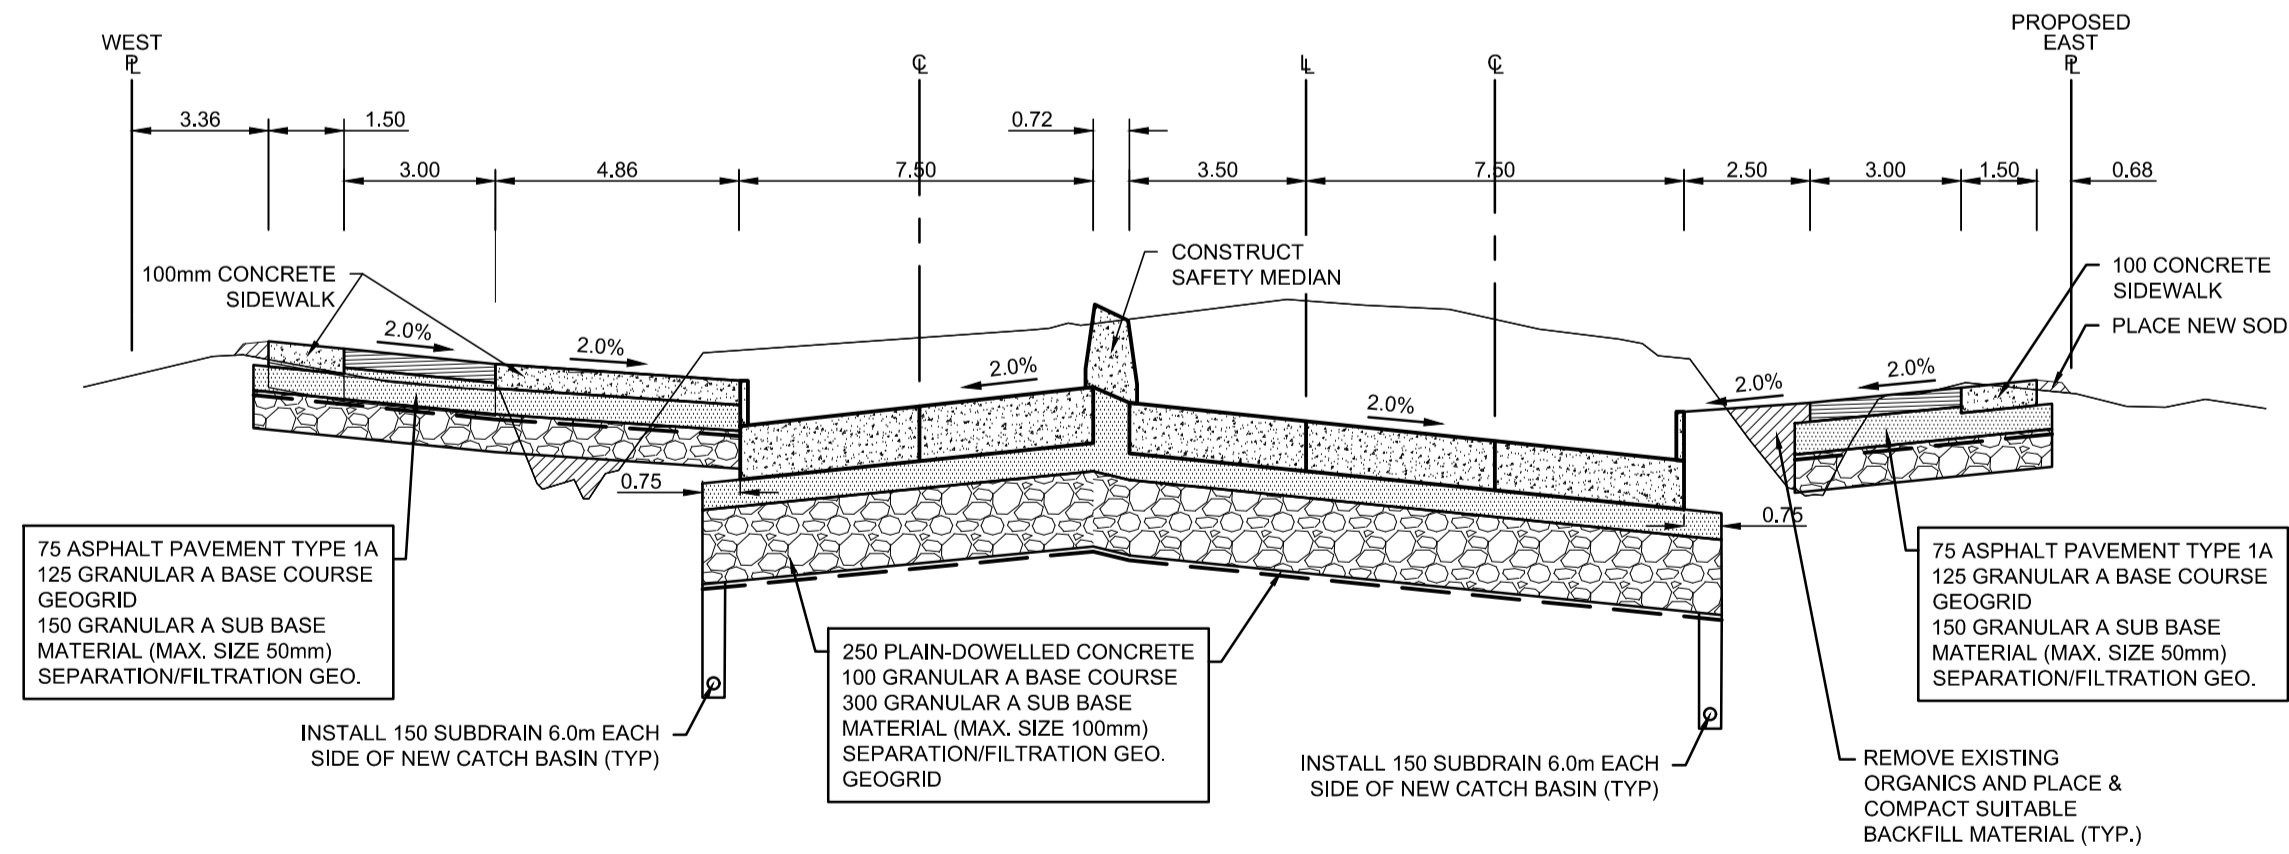 WEST
PL
CL
L
CL
PROPOSED
EAST
PL
3.36
1.50
0.72
3.00
4.86
7.50
3.50
7.50
2.50
3.00
1.50
0.68
100mm CONCRETE
SIDEWALK
CONSTRUCT
SAFETY MEDIAN
100 CONCRETE
SIDEWALK
PLACE NEW SOD
2.0%
2.0%
2.0%
2.0%
2.0%
2.0%
0.75
0.75
75 ASPHALT PAVEMENT TYPE 1A
125 GRANULAR A BASE COURSE
GEOGRID
150 GRANULAR A SUB BASE
MATERIAL (MAX. SIZE 50mm)
SEPARATION/FILTRATION GEO.
INSTALL 150 SUBDRAIN 6.0m EACH
SIDE OF NEW CATCH BASIN (TYP)
250 PLAIN-DOWELLED CONCRETE
100 GRANULAR A BASE COURSE
300 GRANULAR A SUB BASE
MATERIAL (MAX. SIZE 100mm)
SEPARATION/FILTRATION GEO.
GEOGRID
INSTALL 150 SUBDRAIN 6.0m EACH
SIDE OF NEW CATCH BASIN (TYP)
75 ASPHALT PAVEMENT TYPE 1A
125 GRANULAR A BASE COURSE
GEOGRID
150 GRANULAR A SUB BASE
MATERIAL (MAX. SIZE 50mm)
SEPARATION/FILTRATION GEO.
REMOVE EXISTING
ORGANICS AND PLACE &
COMPACT SUITABLE
BACKFILL MATERIAL (TYP.)